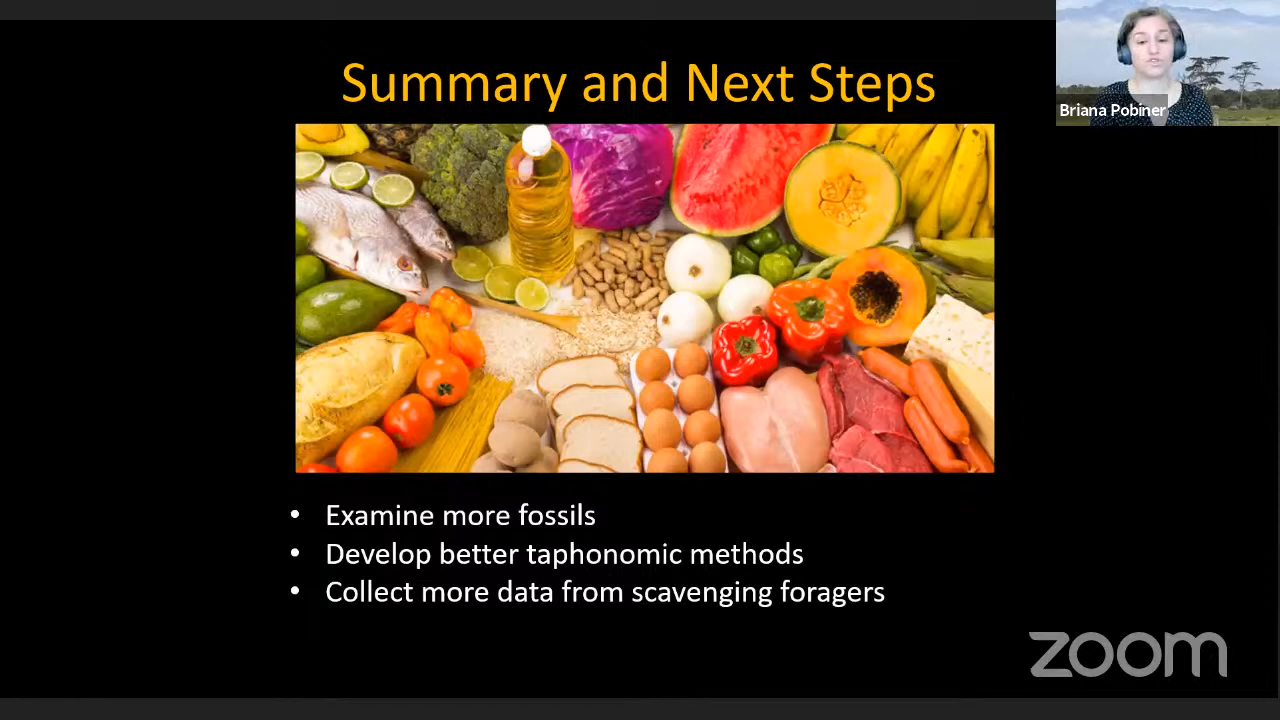 Summary and Next Steps
Briana Pobiner
• Examine more fossils
• Develop better taphonomic methods
• Collect more data from scavenging foragers
zoom